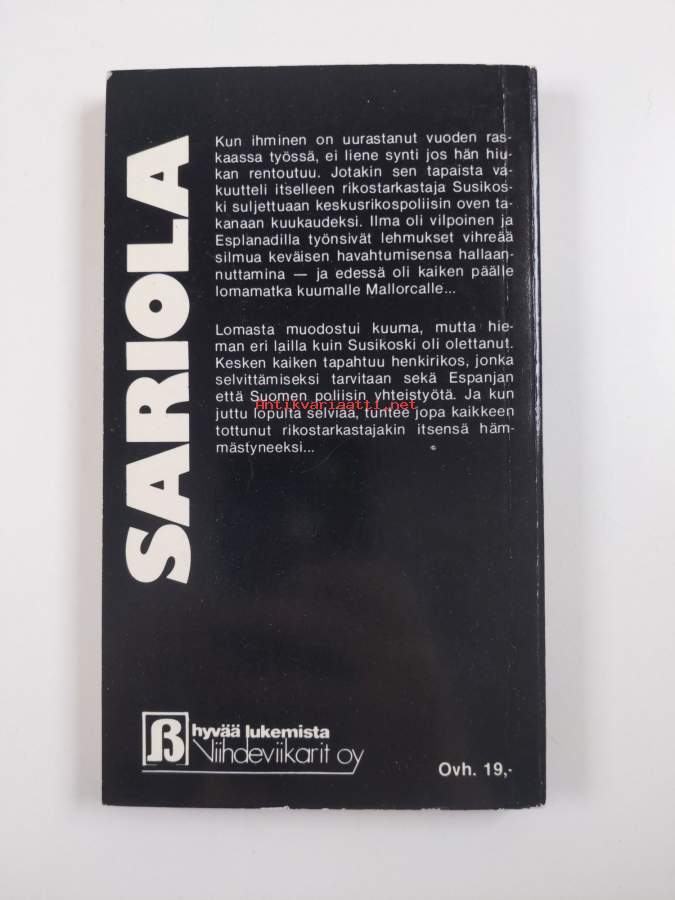 SARIOLA
Kun ihminen on uurastanut vuoden ras-
kaassa työssä, ei liene synti jos hän hiu-
kan rentoutuu. Jotakin sen tapaista va-
kuutteli itselleen rikostarkastaja Susikos-
ki suljettuaan keskusrikospoliisin oven ta-
kanaan kuukaudeksi. Ilma oli vilpoinen ja
Esplanadilla työnsivät lehmukset vihreää
silmua keväisen havahtumisensa hallaan-
nuttamina — ja edessä oli kaiken päälle
lomamatka kuumalle Mallorcalle...
Lomasta muodostui kuuma, mutta hie-
man eri lailla kuin Susikoski oli olettanut.
Kesken kaiken tapahtuu henkirikos, jonka
selvittämiseksi tarvitaan sekä Espanjan
että Suomen poliisin yhteistyötä. Ja kun
Antikvariaatti.net
juttu lopulta selviää, tuntee jopa kaikkeen
tottunut rikostarkastajakin itsensä häm-
mästyneeksi...
ß hyvää lukemista
Viihdeviikarit oy
Ovh. 19,-